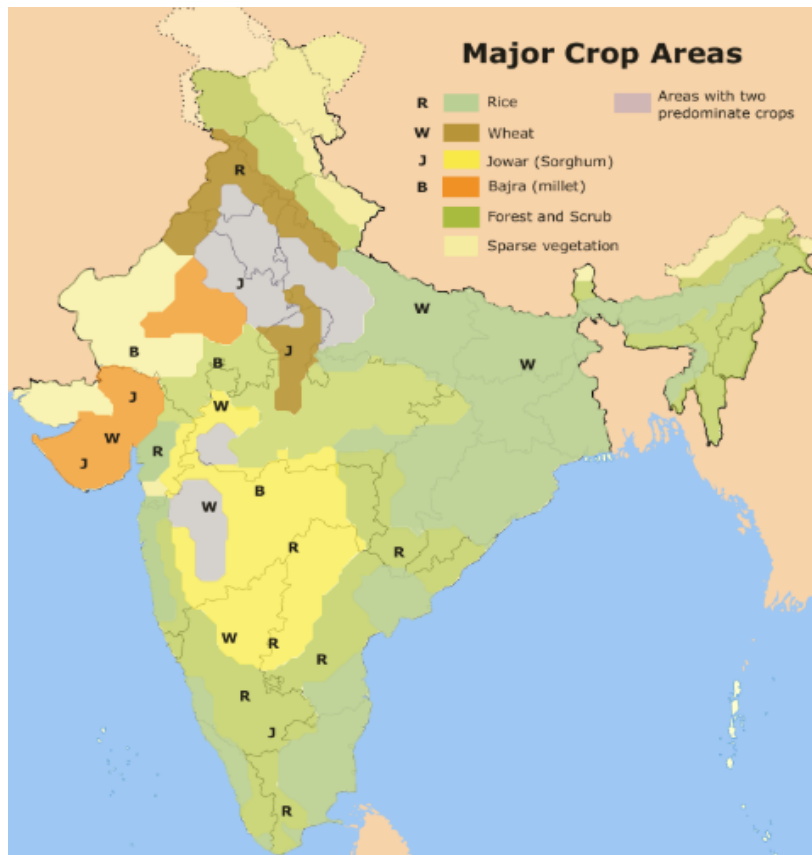 Major Crop Areas
R Rice
W Wheat
J Jowar (Sorghum)
B Bajra (millet)
Forest and Scrub
Sparse vegetation
Areas with two
predominate crops
R
J
W
W
B
B
J
J
W
W
R
J
B
W
R
R
W
R
R
R
J
R